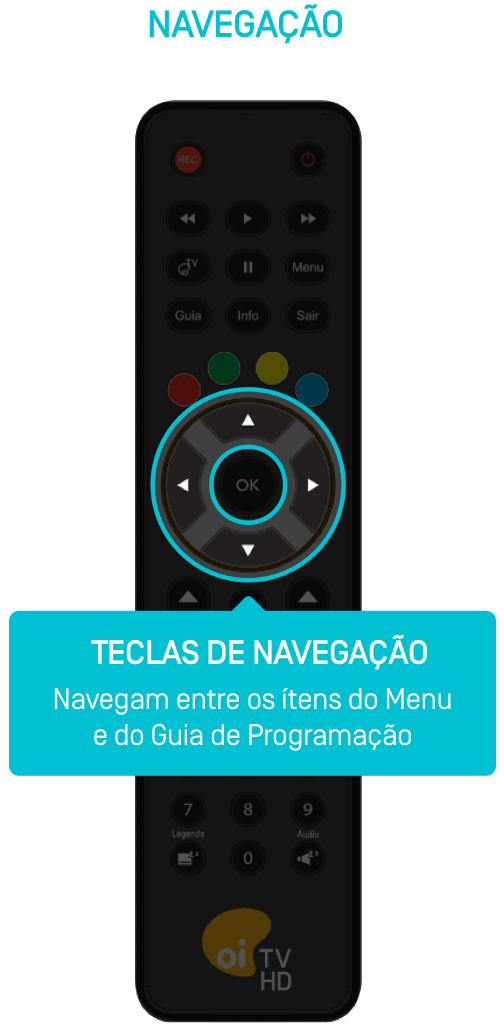 NAVEGAÇÃO
REC
TV
Menu
Guia Info Sair
OK
TECLAS DE NAVEGAÇÃO
Navegam entre os ítens do Menu
e do Guia de Programação
7 8 9
Legenda Áudio
0
oi TV
HD